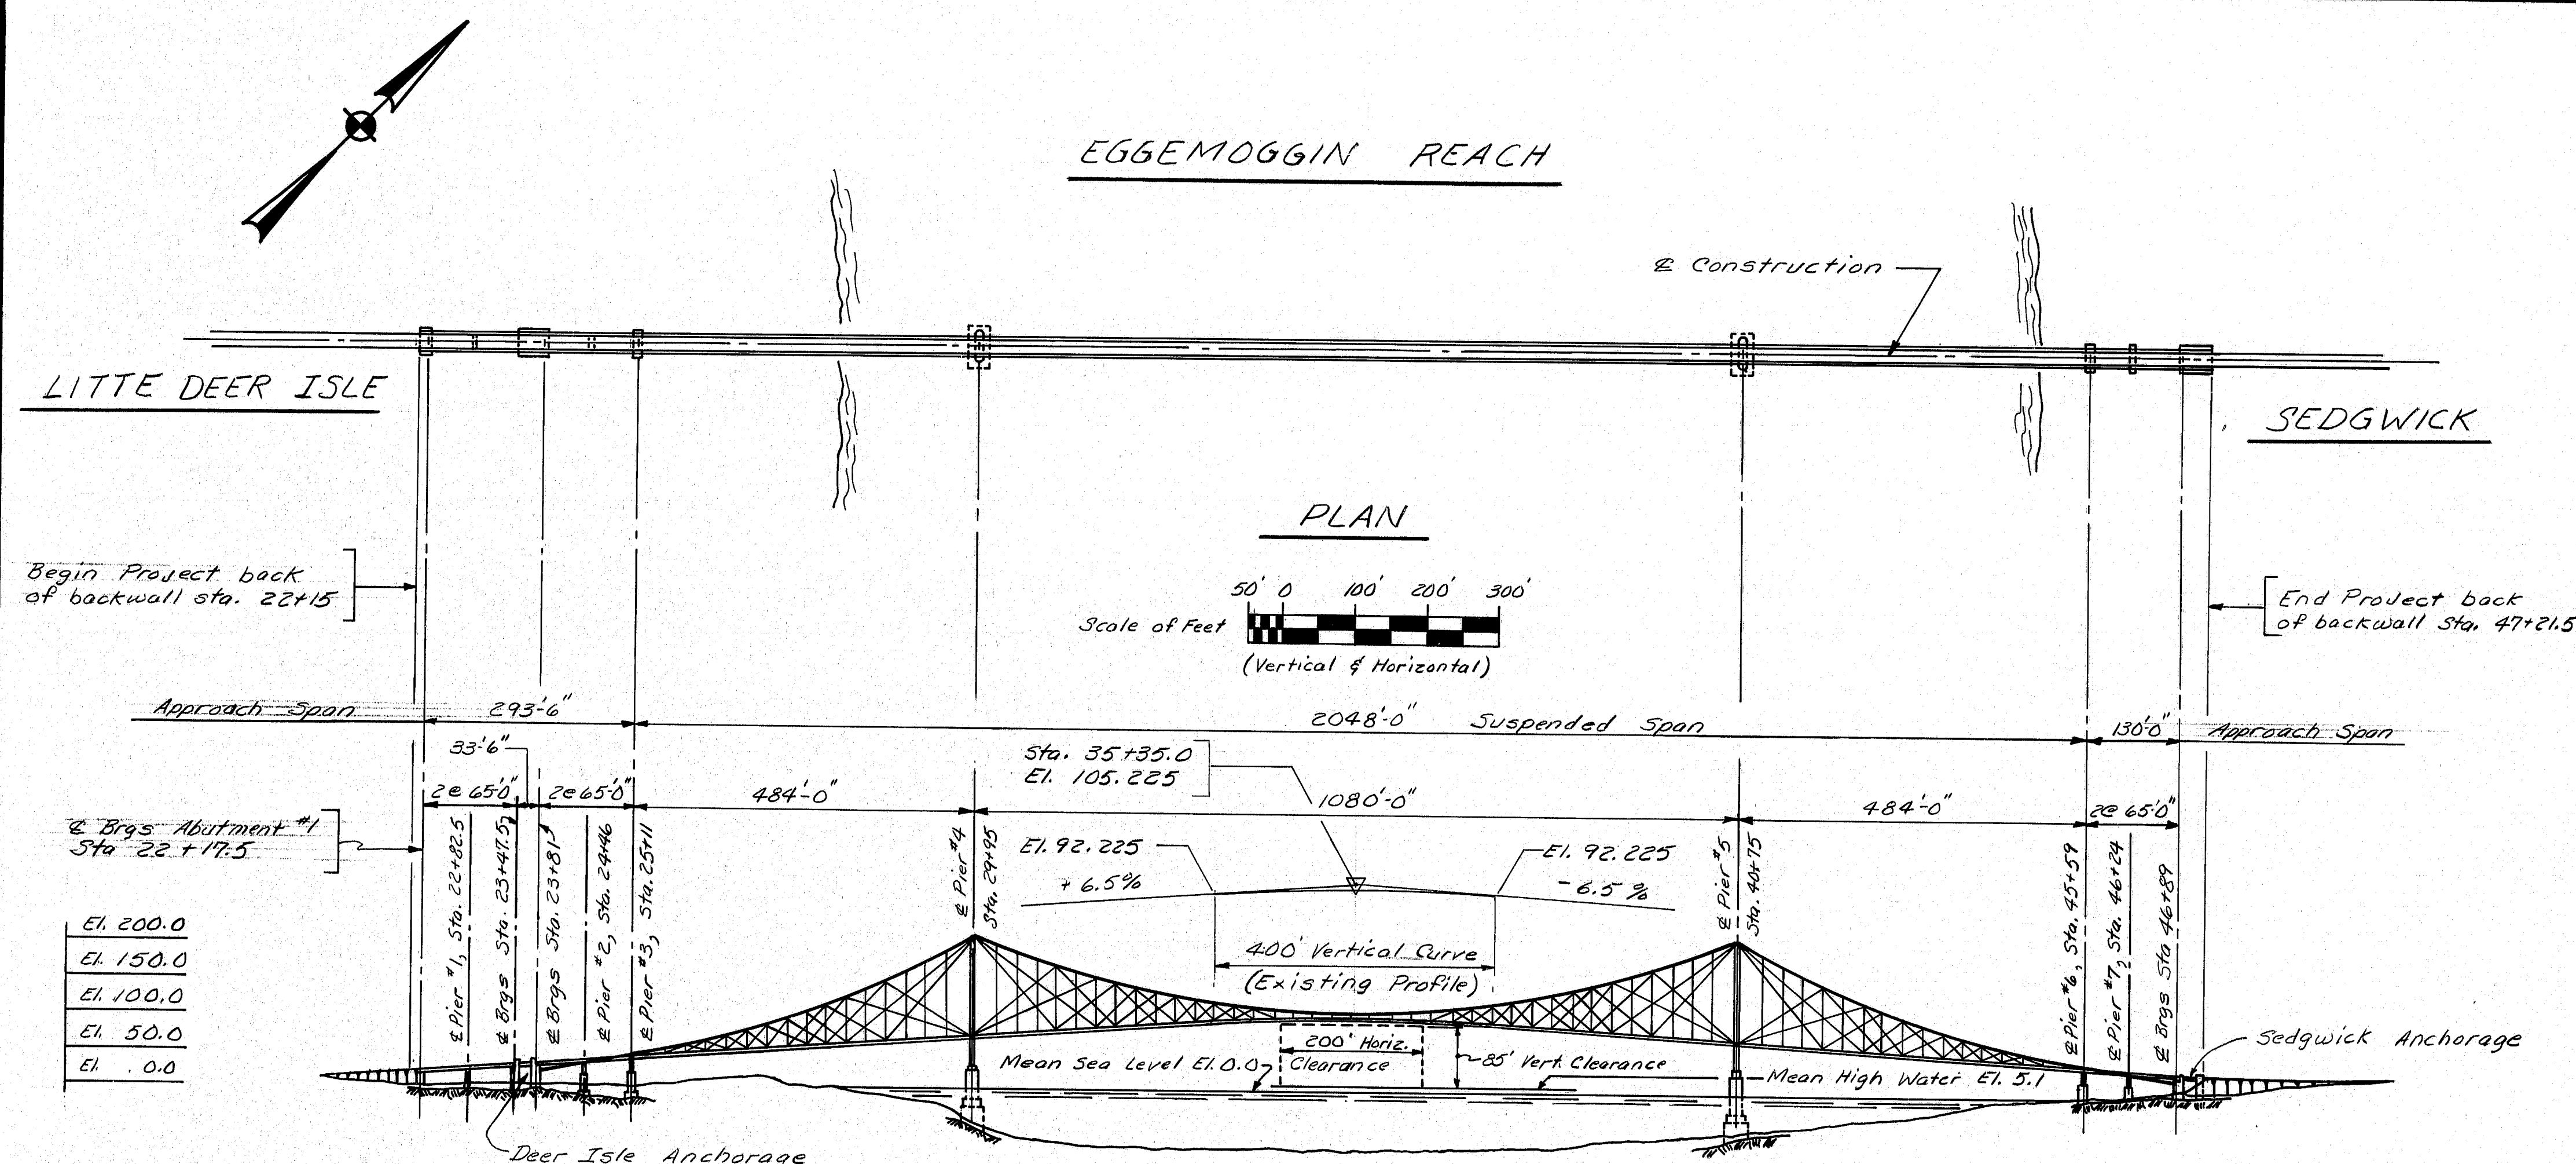 EGGEMOGGIN REACH
℄ Construction
LITTE DEER ISLE
SEDGWICK
PLAN
50' 0 100' 200' 300'
Scale of Feet
(Vertical & Horizontal)
Begin Project back
of backwall sta. 22+15
End Project back
of backwall Sta. 47+21.5
Approach Span
293'-6"
2048'-0" Suspended Span
130'-0"
Approach Span
33'-6"
Sta. 35+35.0
El. 105.225
2@65'-0"
2@65'-0"
484'-0"
1080'-0"
484'-0"
2@ 65'-0"
℄ Brgs Abutment #1
Sta 22+17.5
℄ Pier #1, Sta. 22+82.5
℄ Brgs Sta. 23+47.5
℄ Brgs Sta. 23+81
℄ Pier #2, Sta. 24+46
℄ Pier #3, Sta. 25+11
℄ Pier #4
Sta. 29+95
El. 92.225
+ 6.5%
El. 92.225
- 6.5 %
℄ Pier #5
Sta. 40+75
℄ Pier #6, Sta. 45+59
℄ Pier #7, Sta. 46+24
℄ Brgs Sta 46+89
400' Vertical Curve
(Existing Profile)
El. 200.0
El. 150.0
El. 100.0
El. 50.0
El. 0.0
200' Horiz.
Clearance
Mean Sea Level El. 0.0
85' Vert. Clearance
Mean High Water El. 5.1
Sedgwick Anchorage
Deer Isle Anchorage